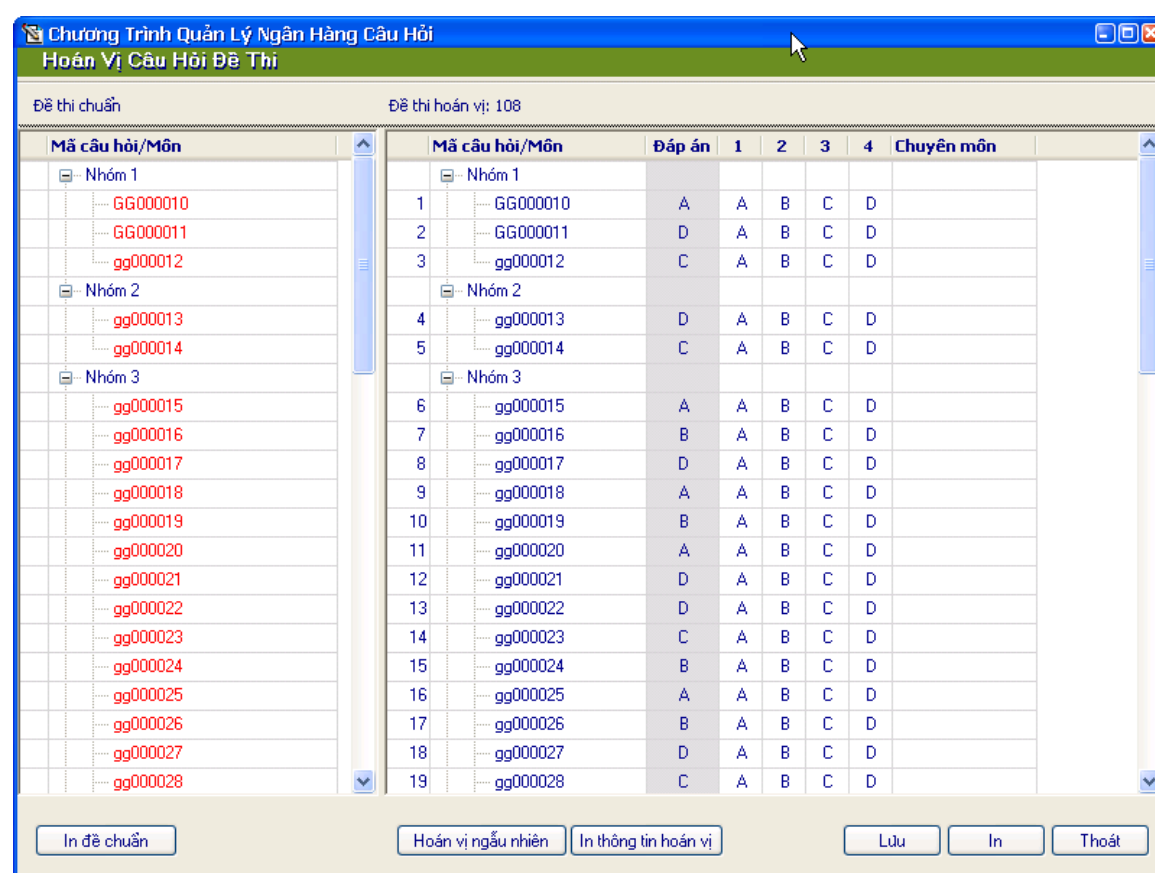 Chương Trình Quản Lý Ngân Hàng Câu Hỏi
Hoán Vị Câu Hỏi Đề Thi
Đề thi chuẩn Đề thi hoán vị: 108
Mã câu hỏi/Môn Mã câu hỏi/Môn Đáp án 1 2 3 4 Chuyên môn
Nhóm 1 Nhóm 1
GG000010 1 GG000010 A A B C D
GG000011 2 GG000011 D A B C D
gg000012 3 gg000012 C A B C D
Nhóm 2 Nhóm 2
gg000013 4 gg000013 D A B C D
gg000014 5 gg000014 C A B C D
Nhóm 3 Nhóm 3
gg000015 6 gg000015 A A B C D
gg000016 7 gg000016 B A B C D
gg000017 8 gg000017 D A B C D
gg000018 9 gg000018 A A B C D
gg000019 10 gg000019 B A B C D
gg000020 11 gg000020 A A B C D
gg000021 12 gg000021 D A B C D
gg000022 13 gg000022 D A B C D
gg000023 14 gg000023 C A B C D
gg000024 15 gg000024 B A B C D
gg000025 16 gg000025 A A B C D
gg000026 17 gg000026 B A B C D
gg000027 18 gg000027 D A B C D
gg000028 19 gg000028 C A B C D
In đề chuẩn Hoán vị ngẫu nhiên In thông tin hoán vị Lưu In Thoát